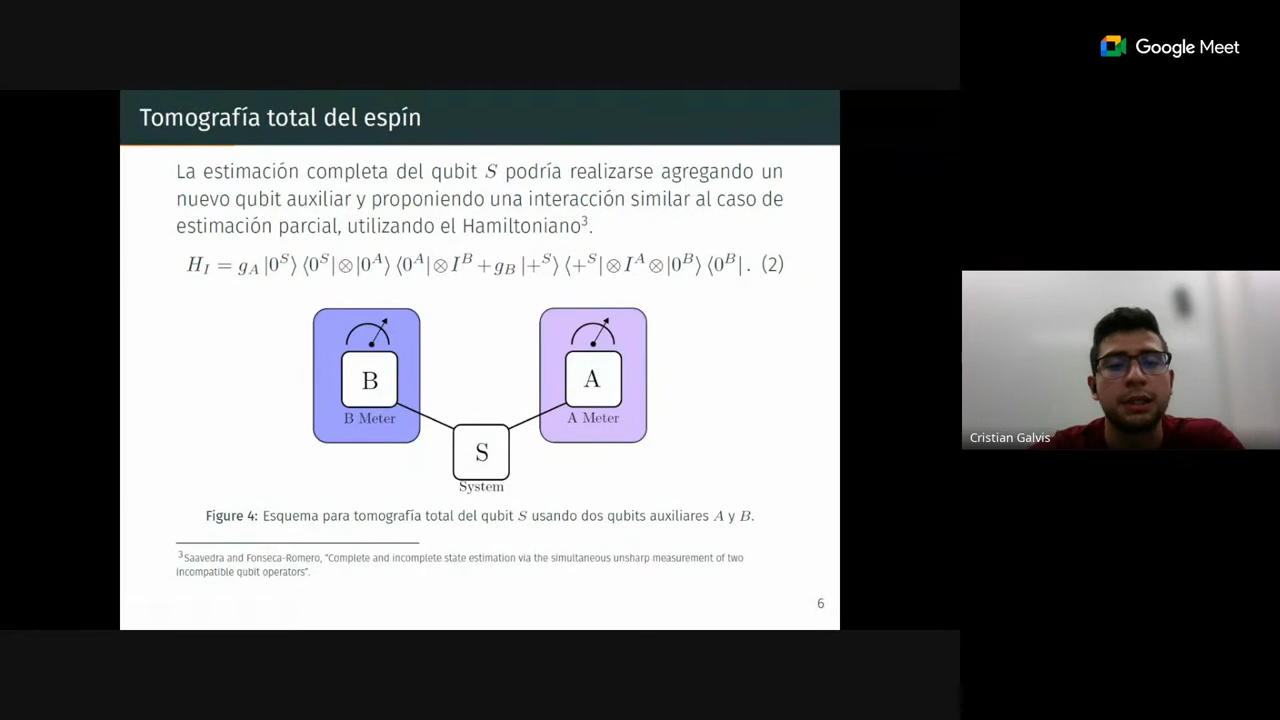 Google Meet
Tomografía total del espín
La estimación completa del qubit S podría realizarse agregando un
nuevo qubit auxiliar y proponiendo una interacción similar al caso de
estimación parcial, utilizando el Hamiltoniano³.
H_I = g_A |0^S⟩ ⟨0^S| ⊗ |0^A⟩ ⟨0^A| ⊗ I^B + g_B |+^S⟩ ⟨+^S| ⊗ I^A ⊗ |0^B⟩ ⟨0^B| . (2)
B
B Meter
A
A Meter
S
System
Figure 4: Esquema para tomografía total del qubit S usando dos qubits auxiliares A y B.
³Saavedra and Fonseca-Romero, “Complete and incomplete state estimation via the simultaneous unsharp measurement of two
incompatible qubit operators”.
6
Cristian Galvis